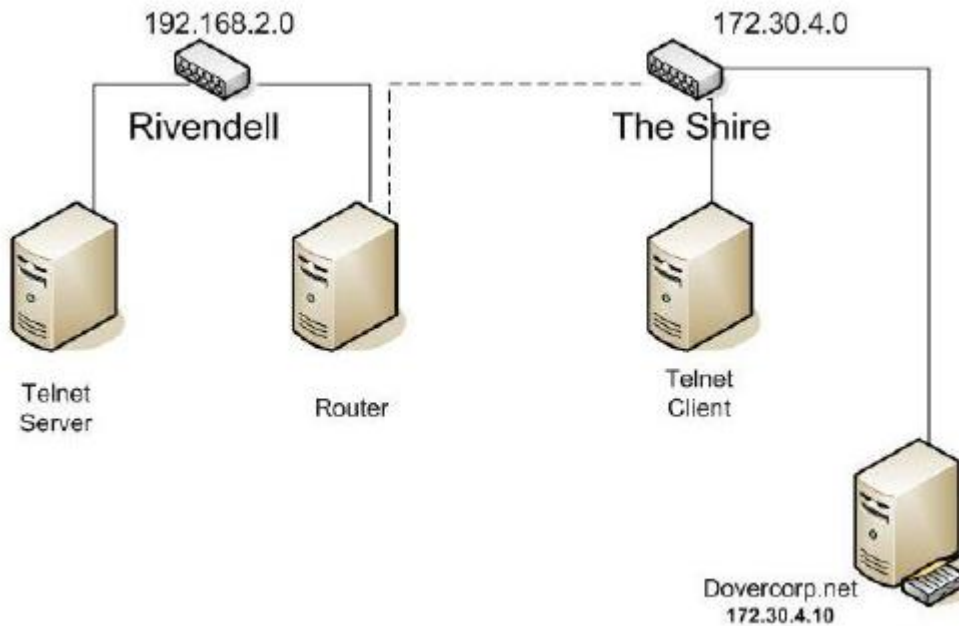 192.168.2.0
172.30.4.0
Rivendell
The Shire
Telnet
Server
Router
Telnet
Client
Dovercorp.net
172.30.4.10